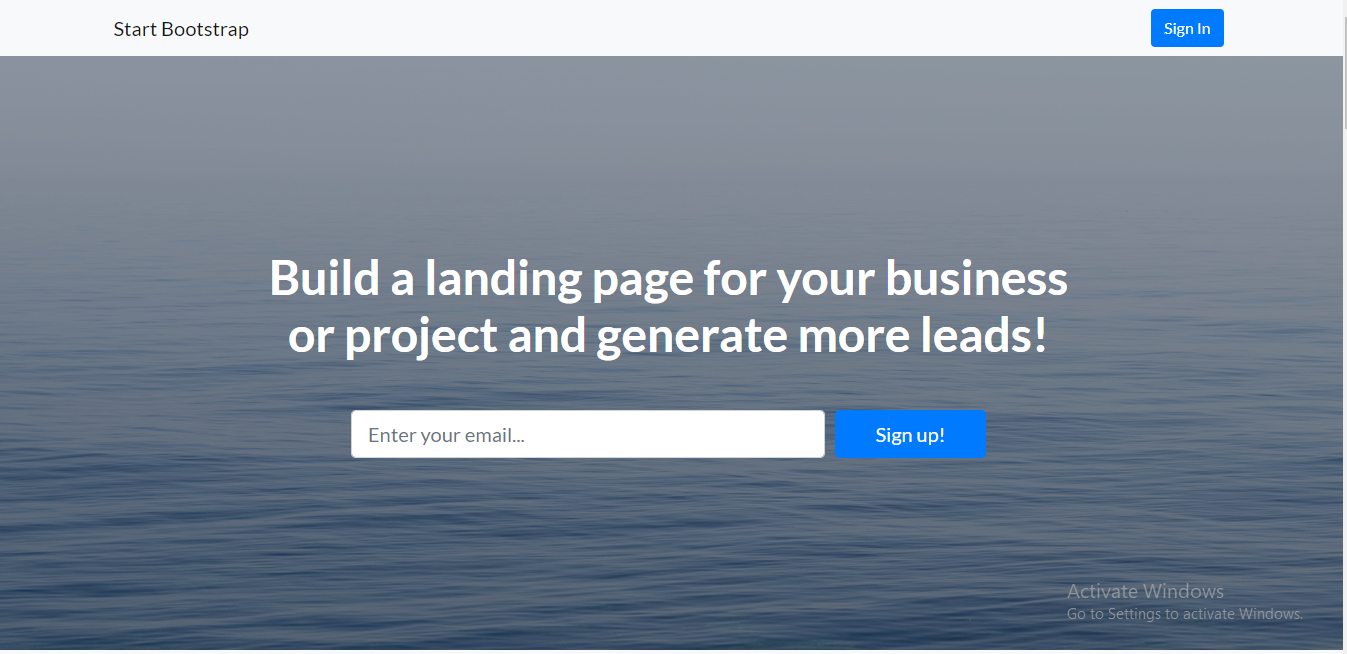 Start Bootstrap
Sign In
Build a landing page for your business
or project and generate more leads!
Enter your email...
Sign up!
Activate Windows
Go to Settings to activate Windows.